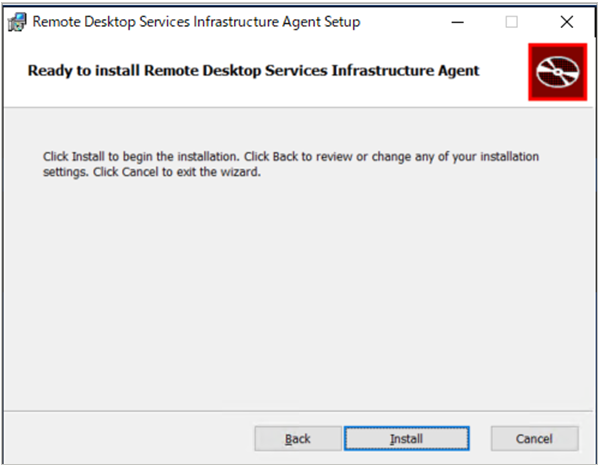 Remote Desktop Services Infrastructure Agent Setup
Ready to install Remote Desktop Services Infrastructure Agent
Click Install to begin the installation. Click Back to review or change any of your installation
settings. Click Cancel to exit the wizard.
Back Install Cancel